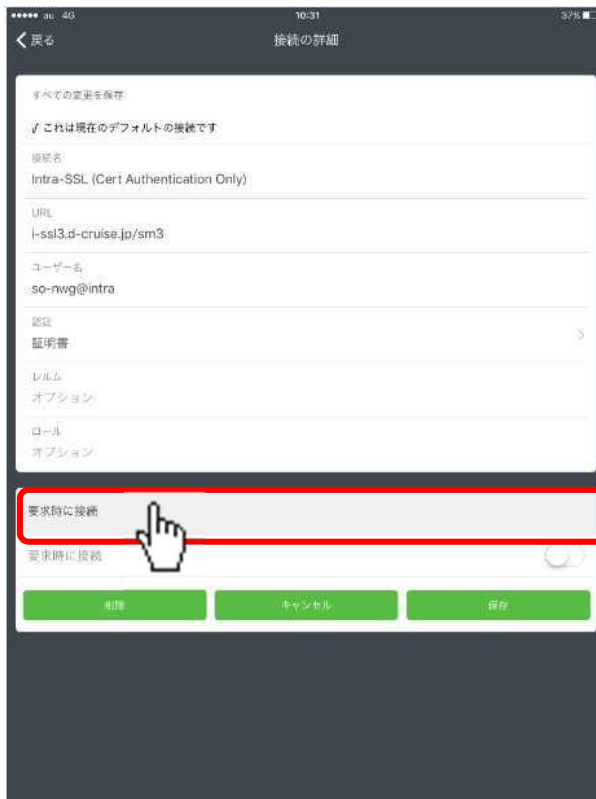 au 4G 10:31 37%
戻る 接続の詳細
すべての変更を保存
√ これは現在のデフォルトの接続です
接続名
Intra-SSL (Cert Authentication Only)
URL
i-ssl3.d-cruise.jp/sm3
ユーザー名
so-nwg@intra
認証
証明書
レルム
オプション
ロール
オプション
要求時に接続
要求時に接続
削除 キャンセル 保存